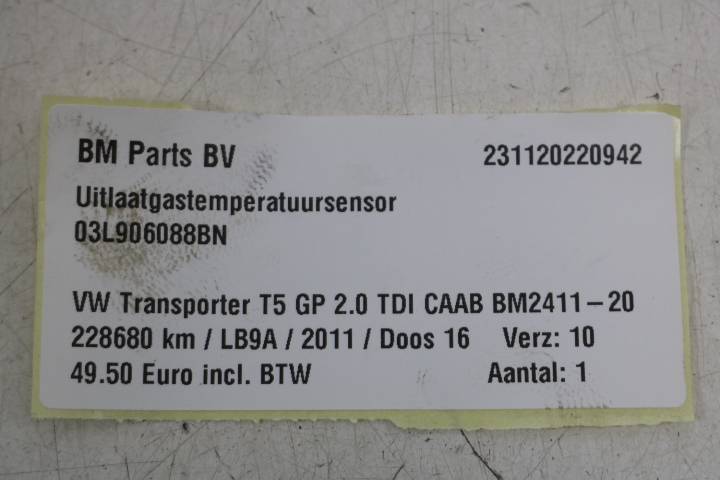 BM Parts BV 231120220942
Uitlaatgastemperatuursensor
03L906088BN
VW Transporter T5 GP 2.0 TDI CAAB BM2411-20
228680 km / LB9A / 2011 / Doos 16 Verz: 10
49.50 Euro incl. BTW Aantal: 1